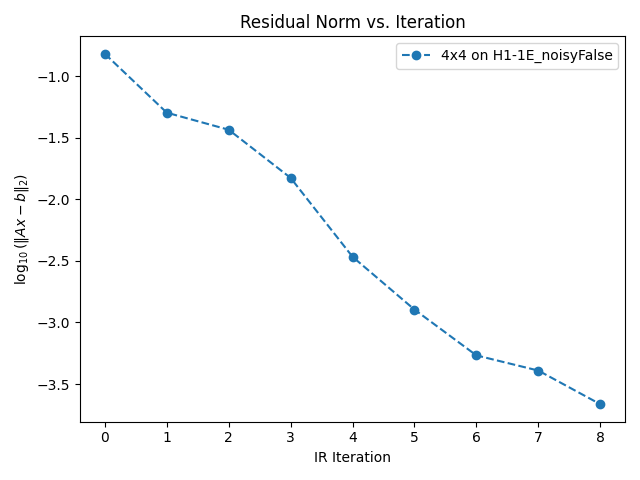 Residual Norm vs. Iteration
4x4 on H1-1E_noisyFalse
log₁₀(‖Ax − b‖₂)
−1.0
−1.5
−2.0
−2.5
−3.0
−3.5
0 1 2 3 4 5 6 7 8
IR Iteration